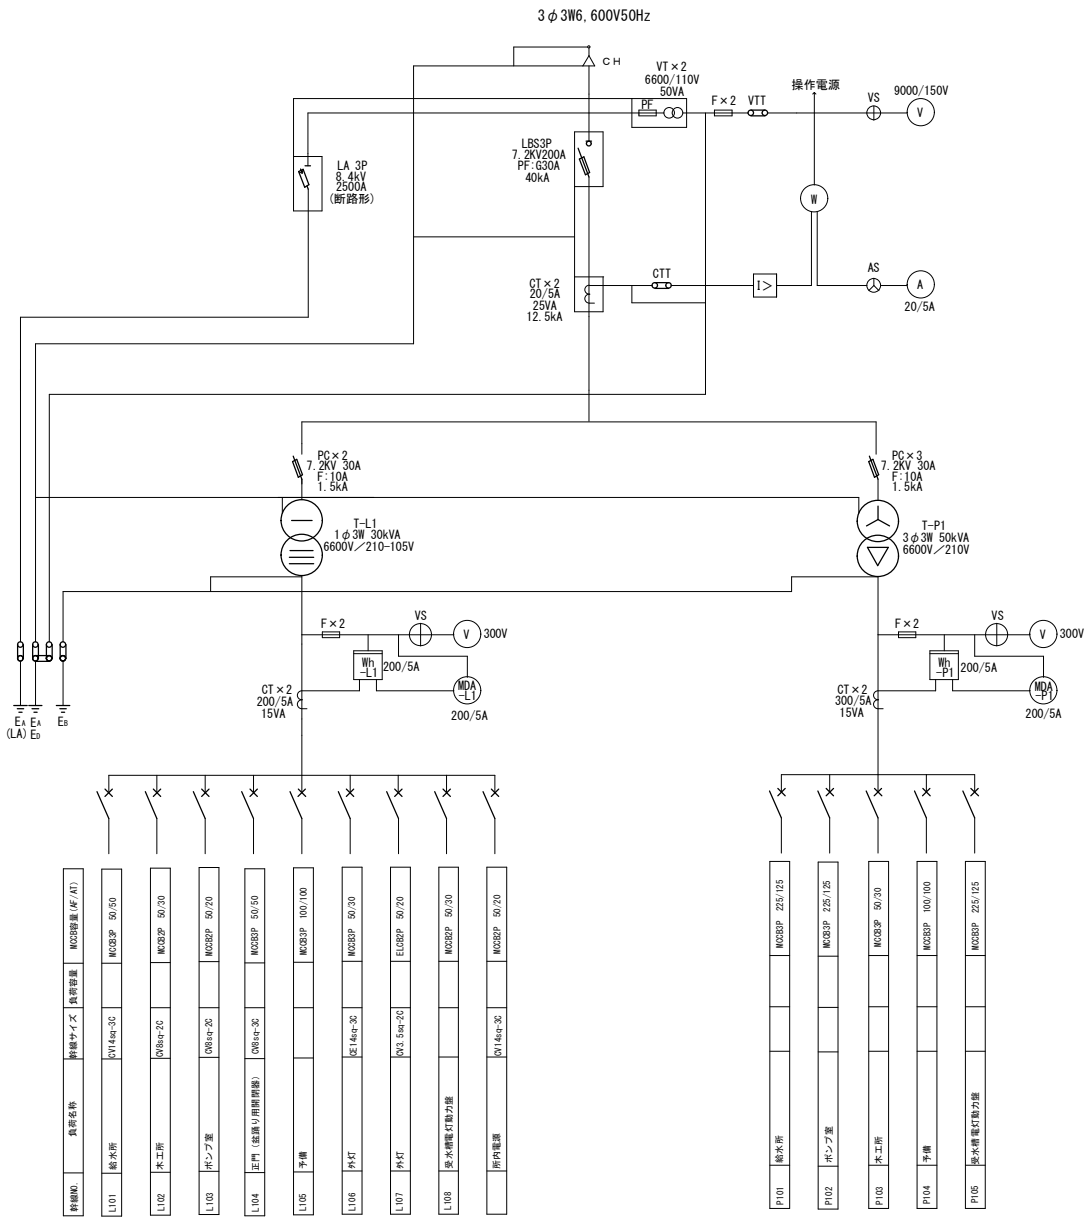 3φ3W6,600V50Hz
CH
VT×2
6600/110V
50VA
PF
F×2
VTT
操作電源
VS
9000/150V
V
LBS3P
7.2KV200A
PF:G30A
40kA
LA 3P
8.4kV
2500A
(断路形)
W
CT×2
20/5A
25VA
12.5kA
CTT
I>
AS
A
20/5A
PC×2
7.2KV 30A
F:10A
1.5kA
PC×3
7.2KV 30A
F:10A
1.5kA
T-L1
1φ3W 30kVA
6600V/210-105V
T-P1
3φ3W 50kVA
6600V/210V
F×2
VS
V
300V
Wh
-L1
200/5A
CT×2
200/5A
15VA
MDA
-L1
200/5A
F×2
VS
V
300V
Wh
-P1
200/5A
CT×2
300/5A
15VA
MDA
-P1
200/5A
EA
(LA)
EA
ED
EB
幹線NO. 負荷名称 幹線サイズ 負荷容量 MCCB容量(AF/AT)
L101 給水所 CV14sq-3C MCCB3P 50/50
L102 木工所 CV8sq-2C MCCB2P 50/30
L103 ポンプ室 CV8sq-2C MCCB2P 50/20
L104 正門(盆踊り用開閉器) CV8sq-3C MCCB3P 50/50
L105 予備 MCCB3P 100/100
L106 外灯 CE14sq-3C MCCB3P 50/30
L107 外灯 CV3.5sq-2C ELCB2P 50/20
L108 受水槽電灯動力盤 MCCB2P 50/30
所内電源 CV14sq-3C MCCB2P 50/20
P101 給水所 MCCB3P 225/125
P102 ポンプ室 MCCB3P 225/125
P103 木工所 MCCB3P 50/30
P104 予備 MCCB3P 100/100
P105 受水槽電灯動力盤 MCCB3P 225/125